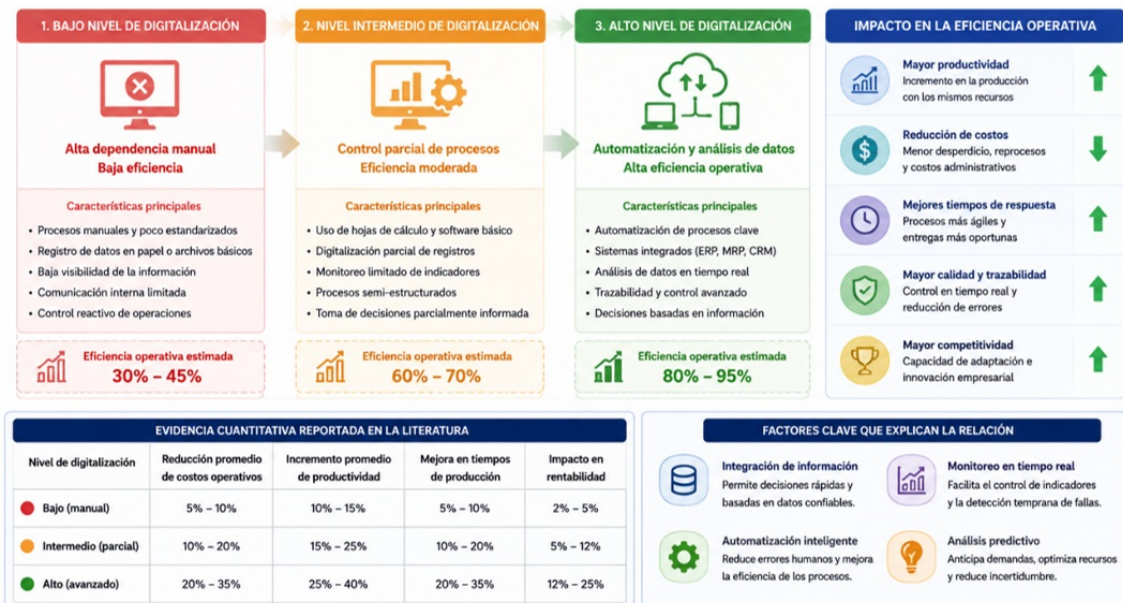 1. BAJO NIVEL DE DIGITALIZACIÓN
Alta dependencia manual
Baja eficiencia
Características principales
• Procesos manuales y poco estandarizados
• Registro de datos en papel o archivos básicos
• Baja visibilidad de la información
• Comunicación interna limitada
• Control reactivo de operaciones
Eficiencia operativa estimada
30% – 45%
2. NIVEL INTERMEDIO DE DIGITALIZACIÓN
Control parcial de procesos
Eficiencia moderada
Características principales
• Uso de hojas de cálculo y software básico
• Digitalización parcial de registros
• Monitoreo limitado de indicadores
• Procesos semi-estructurados
• Toma de decisiones parcialmente informada
Eficiencia operativa estimada
60% – 70%
3. ALTO NIVEL DE DIGITALIZACIÓN
Automatización y análisis de datos
Alta eficiencia operativa
Características principales
• Automatización de procesos clave
• Sistemas integrados (ERP, MRP, CRM)
• Análisis de datos en tiempo real
• Trazabilidad y control avanzado
• Decisiones basadas en información
Eficiencia operativa estimada
80% – 95%
IMPACTO EN LA EFICIENCIA OPERATIVA
Mayor productividad
Incremento en la producción
con los mismos recursos
Reducción de costos
Menor desperdicio, reprocesos
y costos administrativos
Mejores tiempos de respuesta
Procesos más ágiles y
entregas más oportunas
Mayor calidad y trazabilidad
Control en tiempo real y
reducción de errores
Mayor competitividad
Capacidad de adaptación e
innovación empresarial
EVIDENCIA CUANTITATIVA REPORTADA EN LA LITERATURA
Nivel de digitalización Reducción promedio de costos operativos Incremento promedio de productividad Mejora en tiempos de producción Impacto en rentabilidad
Bajo (manual) 5% – 10% 10% – 15% 5% – 10% 2% – 5%
Intermedio (parcial) 10% – 20% 15% – 25% 10% – 20% 5% – 12%
Alto (avanzado) 20% – 35% 25% – 40% 20% – 35% 12% – 25%
FACTORES CLAVE QUE EXPLICAN LA RELACIÓN
Integración de información
Permite decisiones rápidas y
basadas en datos confiables.
Monitoreo en tiempo real
Facilita el control de indicadores
y la detección temprana de fallas.
Automatización inteligente
Reduce errores humanos y mejora
la eficiencia de los procesos.
Análisis predictivo
Anticipa demandas, optimiza recursos
y reduce incertidumbre.